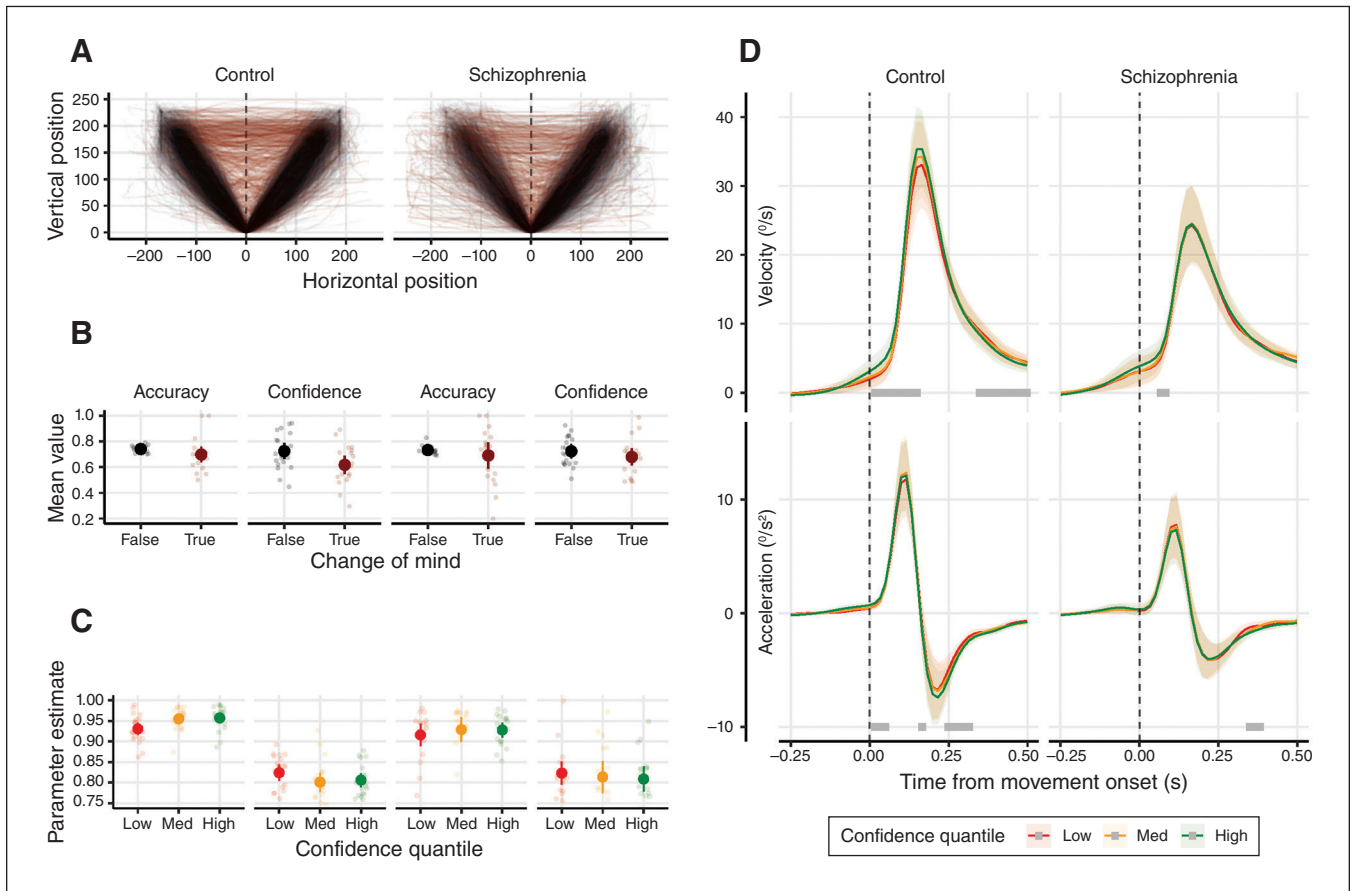 A
Control Schizophrenia
250
200
150
100
50
0
Vertical position
−200 −100 0 100 200 −200 −100 0 100 200
Horizontal position
B
Accuracy Confidence Accuracy Confidence
1.0
0.8
0.6
0.4
0.2
Mean value
False True False True False True False True
Change of mind
C
1.00
0.95
0.90
0.85
0.80
0.75
Parameter estimate
Low Med High Low Med High Low Med High Low Med High
Confidence quantile
D
Control Schizophrenia
40
30
20
10
0
Velocity (⁰/s)
10
0
−10
Acceleration (⁰/s²)
−0.25 0.00 0.25 0.50 −0.25 0.00 0.25 0.50
Time from movement onset (s)
Confidence quantile Low Med High